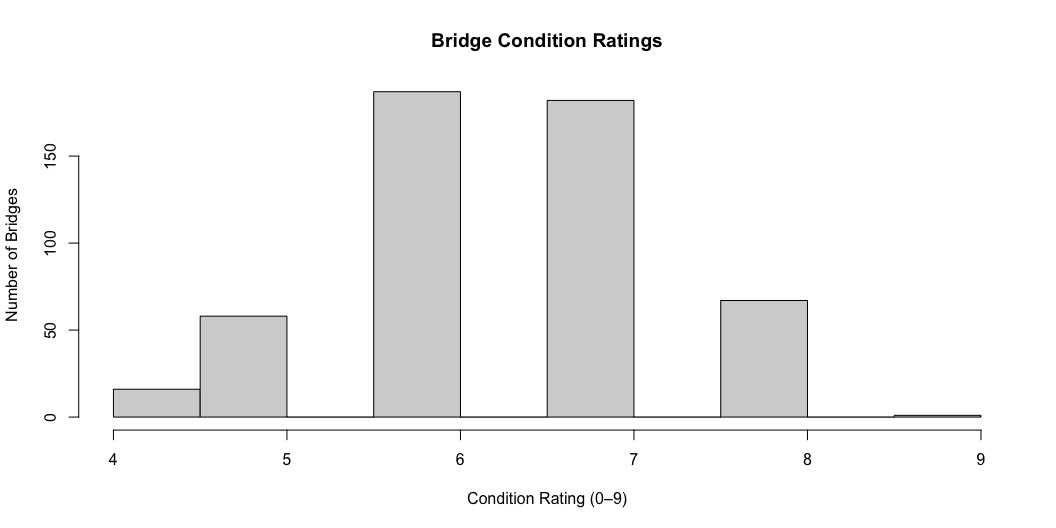 Bridge Condition Ratings
Number of Bridges
150
100
50
0
4 5 6 7 8 9
Condition Rating (0–9)